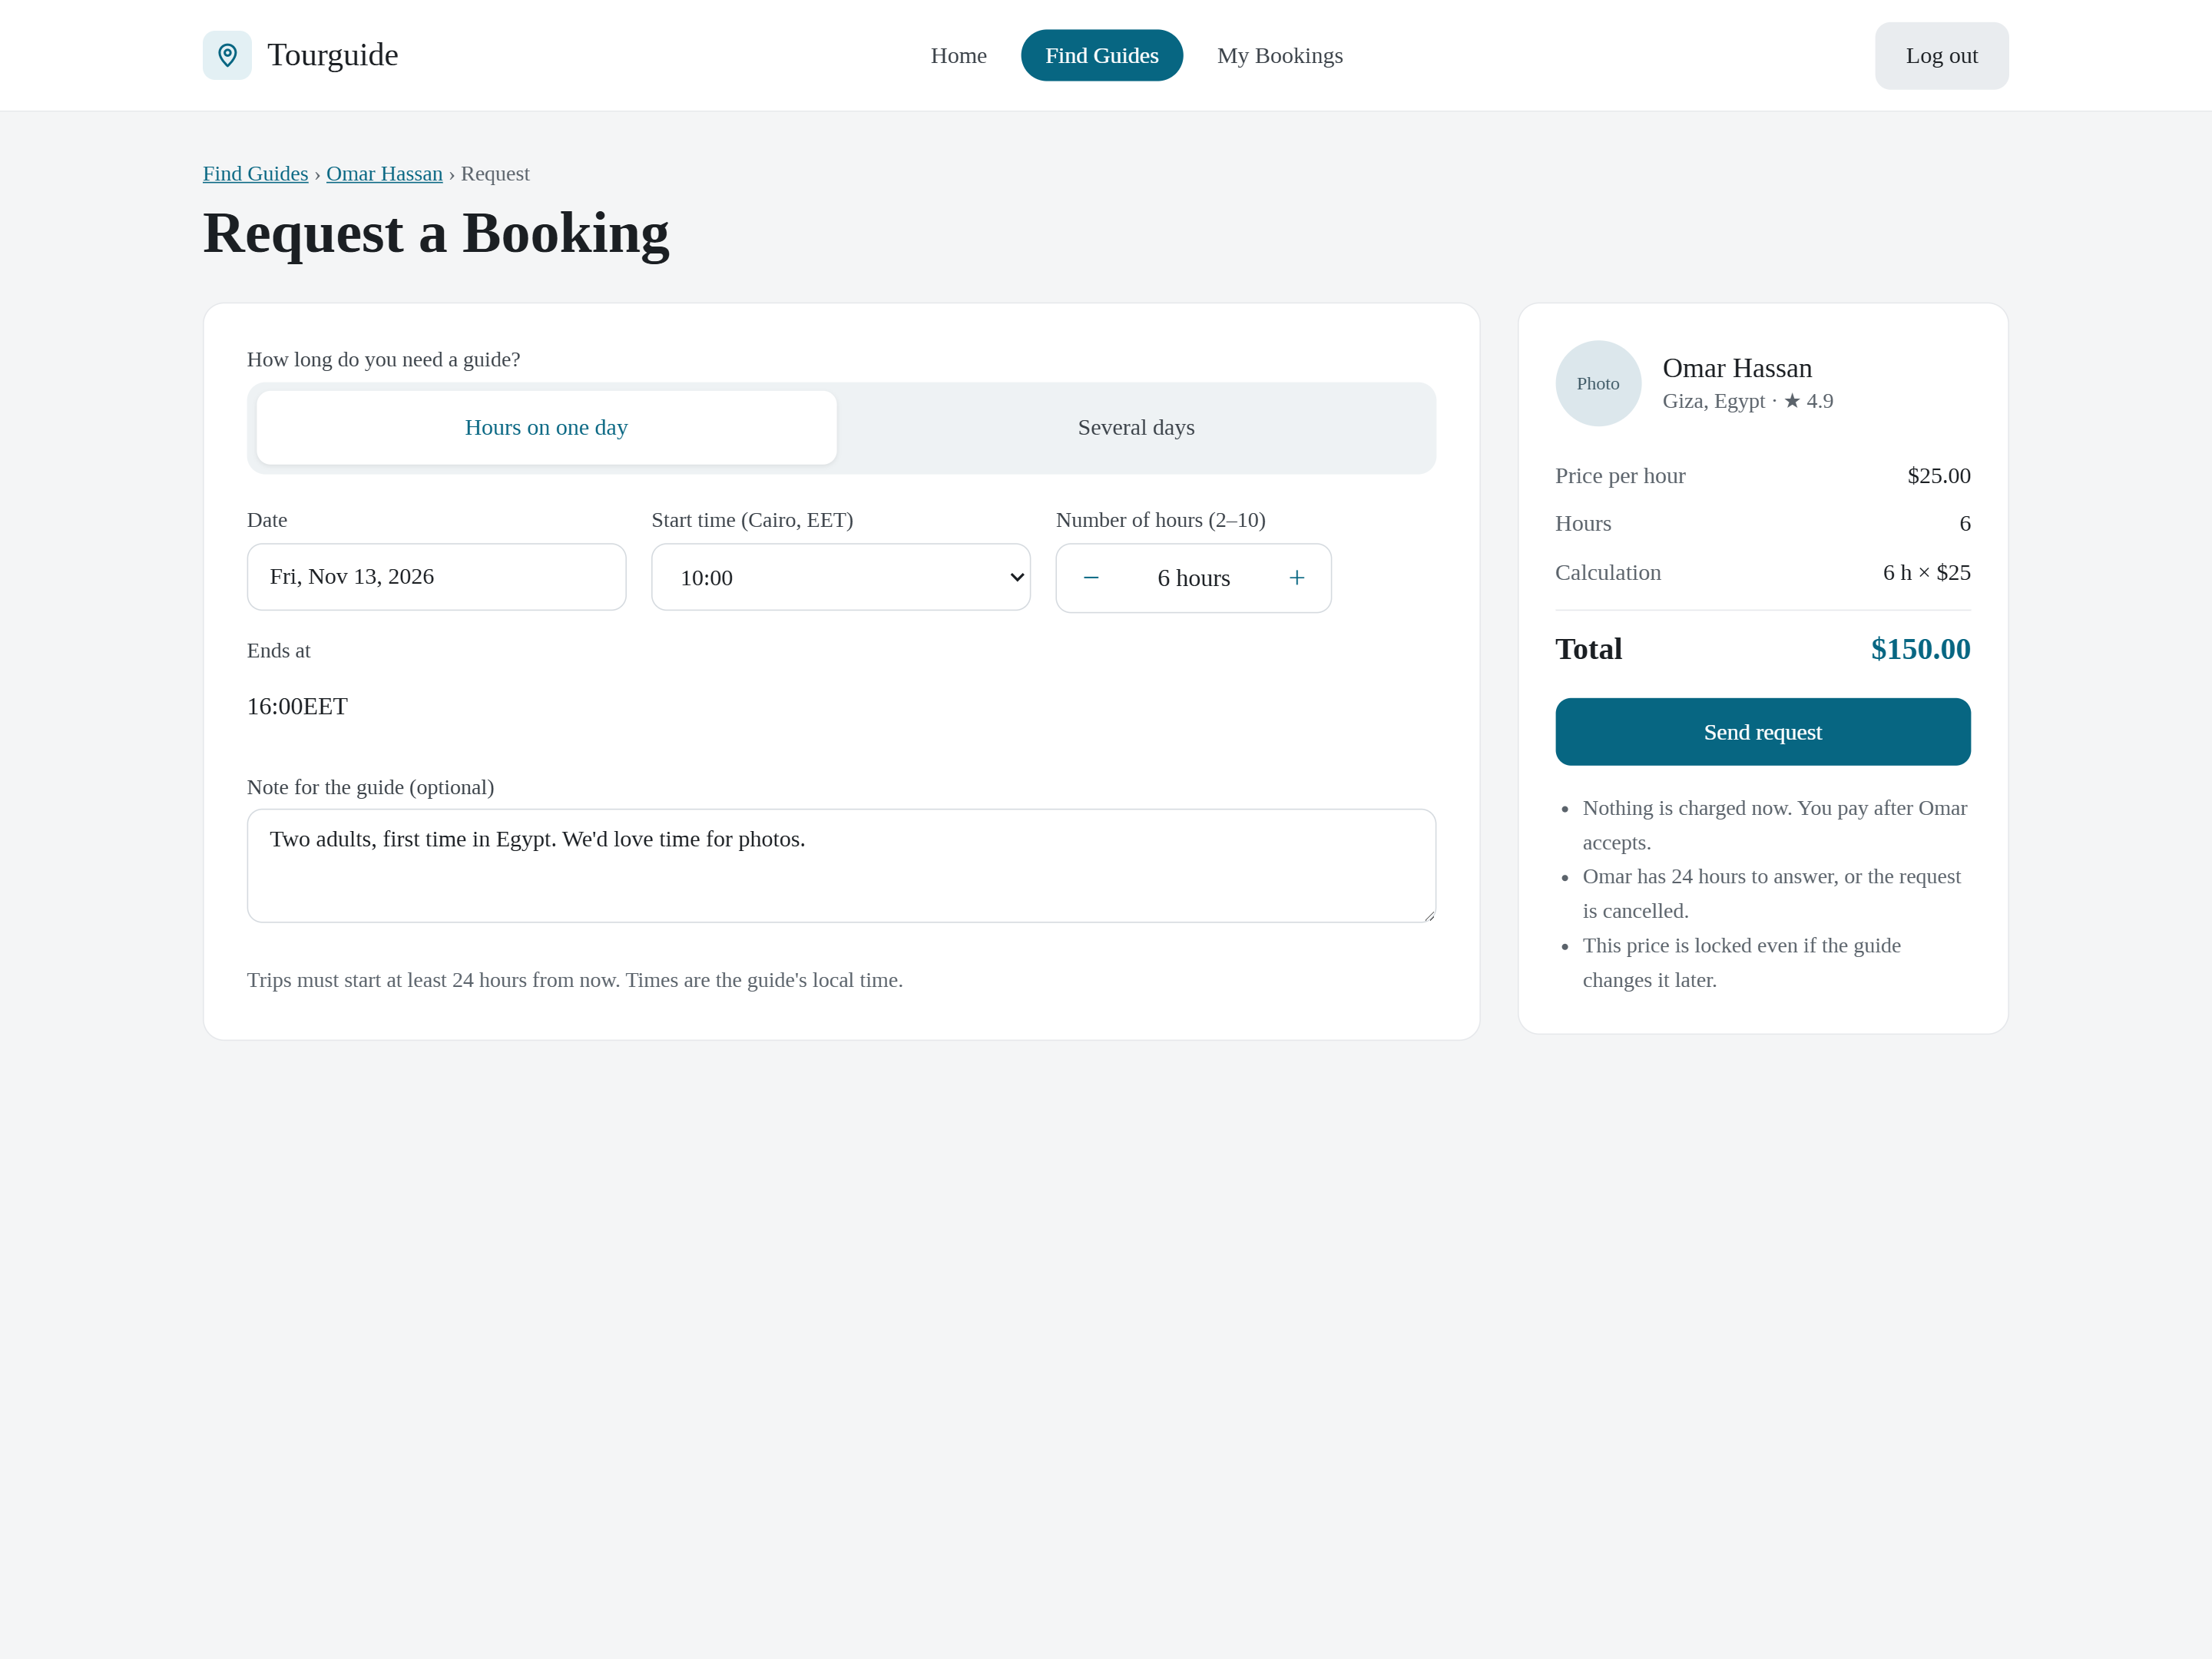 Tourguide
Home
Find Guides
My Bookings
Log out
Find Guides › Omar Hassan › Request
Request a Booking
How long do you need a guide?
Hours on one day
Several days
Date
Start time (Cairo, EET)
Number of hours (2–10)
Fri, Nov 13, 2026
10:00
− 6 hours +
Ends at
16:00EET
Note for the guide (optional)
Two adults, first time in Egypt. We'd love time for photos.
Trips must start at least 24 hours from now. Times are the guide's local time.
Photo
Omar Hassan
Giza, Egypt · ★ 4.9
Price per hour $25.00
Hours 6
Calculation 6 h × $25
Total $150.00
Send request
• Nothing is charged now. You pay after Omar
accepts.
• Omar has 24 hours to answer, or the request
is cancelled.
• This price is locked even if the guide
changes it later.